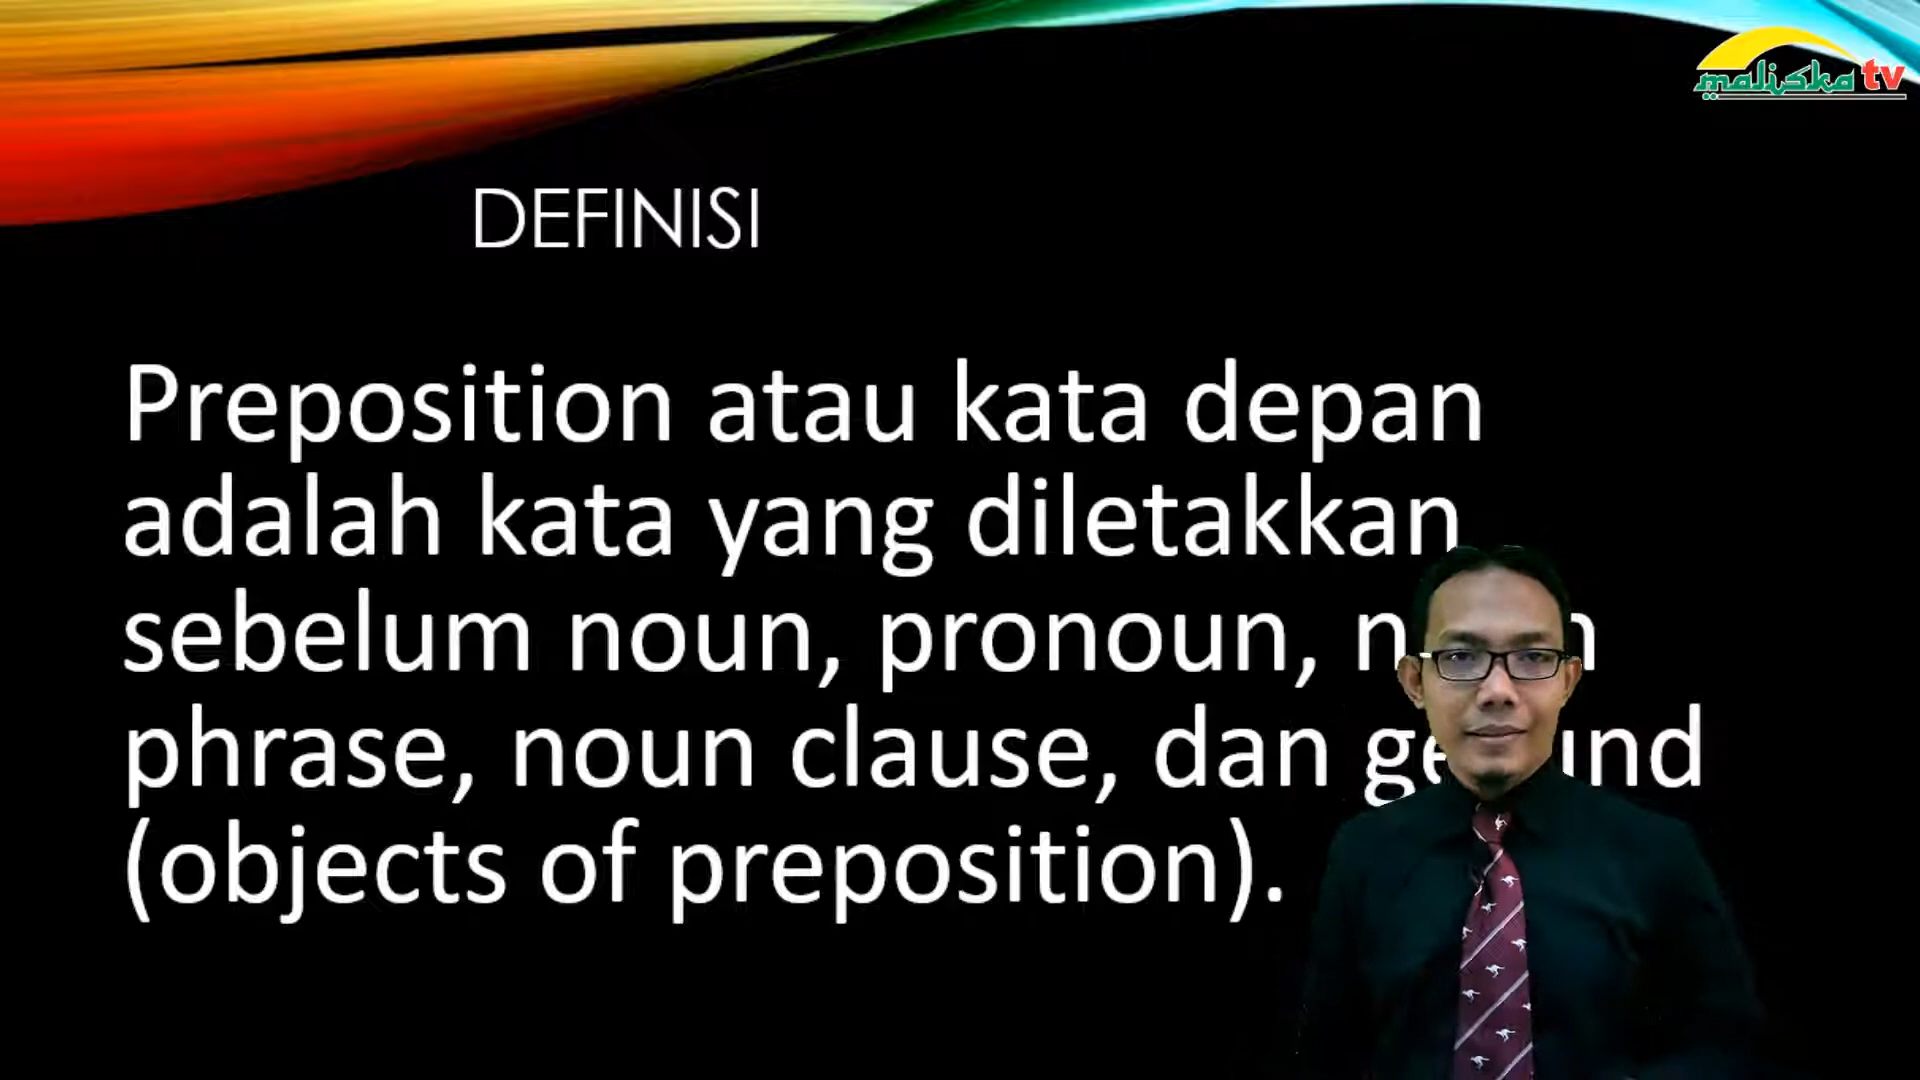 maliska tv
DEFINISI
Preposition atau kata depan
adalah kata yang diletakkan
sebelum noun, pronoun,
phrase, noun clause, dan
(objects of preposition).